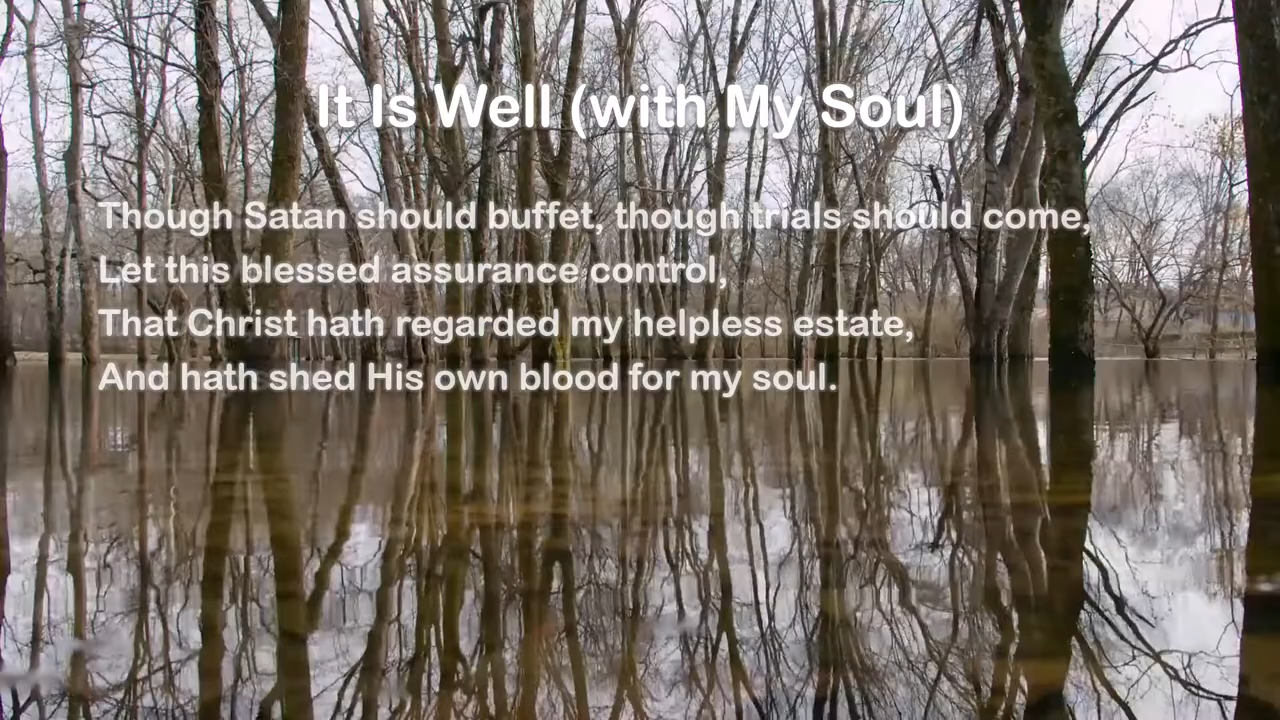 It Is Well (with My Soul)
Though Satan should buffet, though trials should come,
Let this blessed assurance control,
That Christ hath regarded my helpless estate,
And hath shed His own blood for my soul.